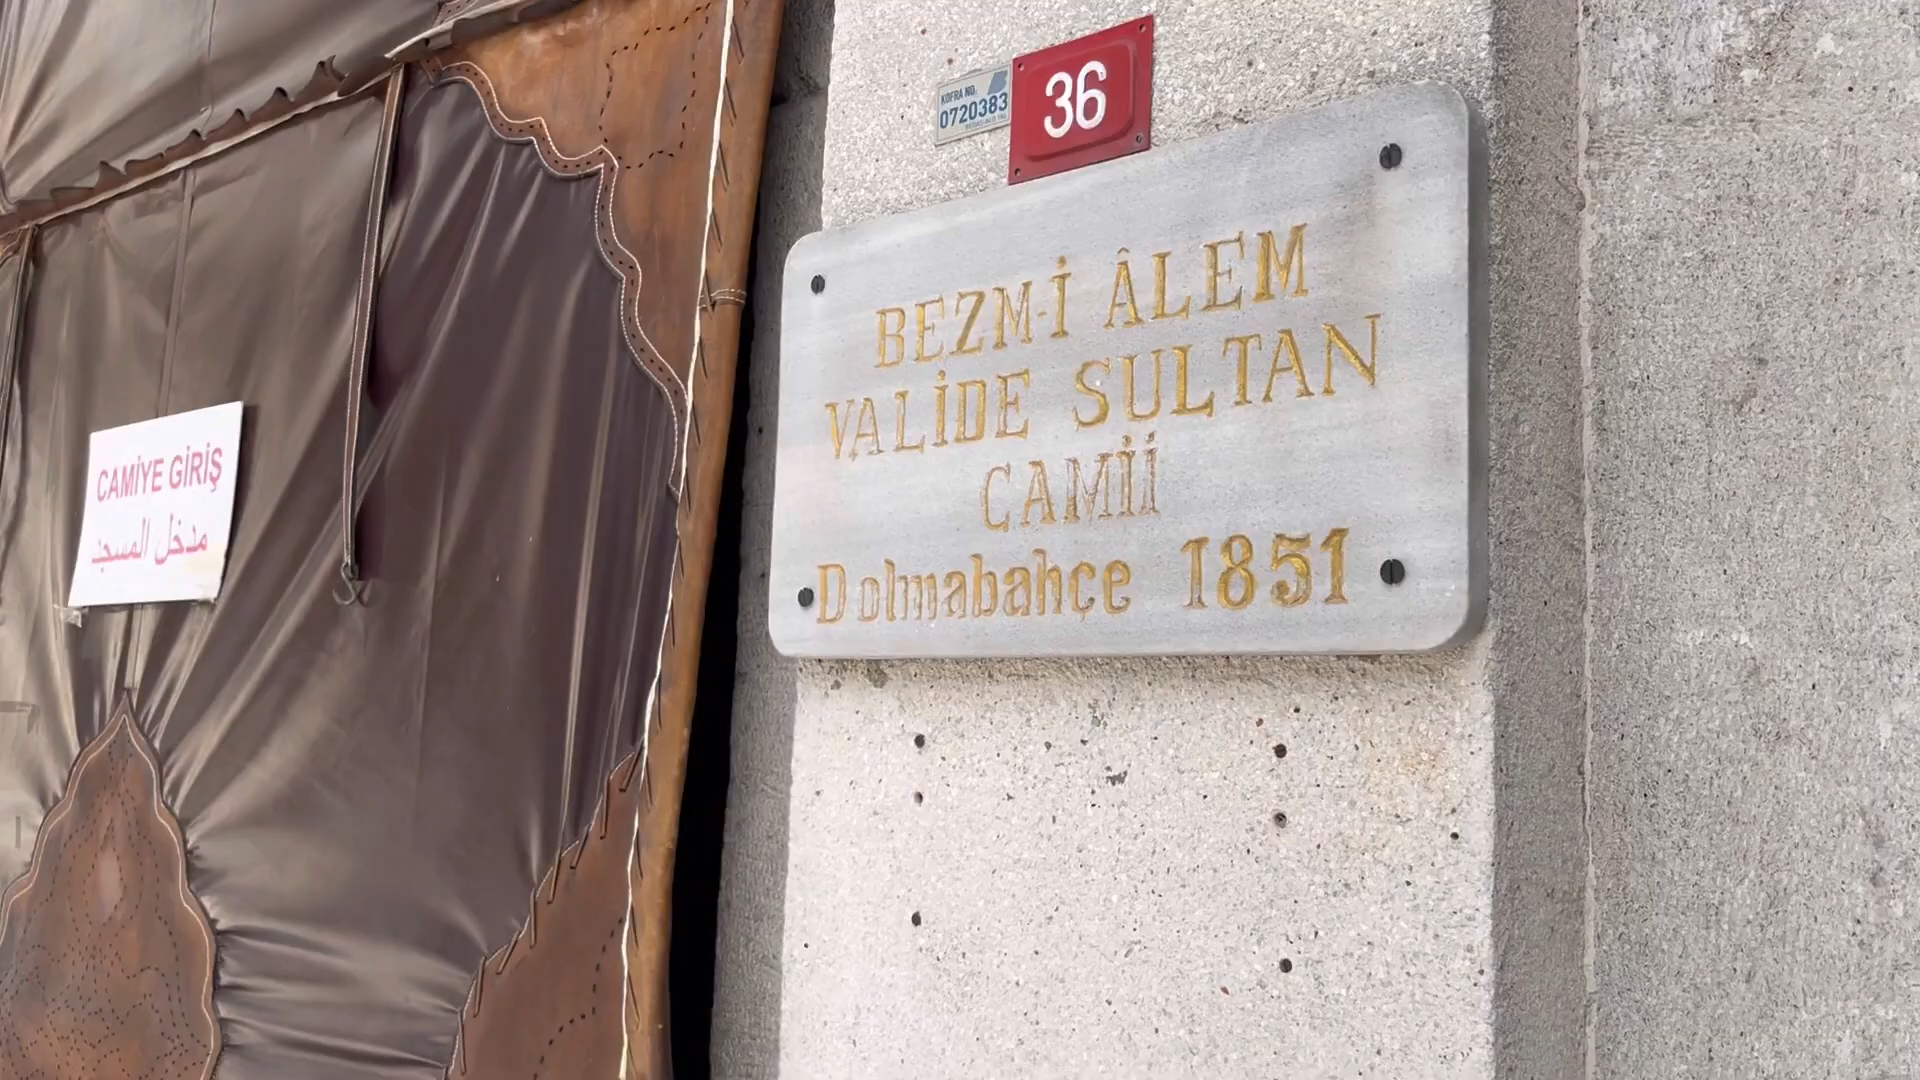 KOFRA NO.
0720383
36
BEZM-İ ÂLEM
VALİDE SULTAN
CAMİİ
Dolmabahçe 1851
CAMİYE GİRİŞ
مدخل المسجد